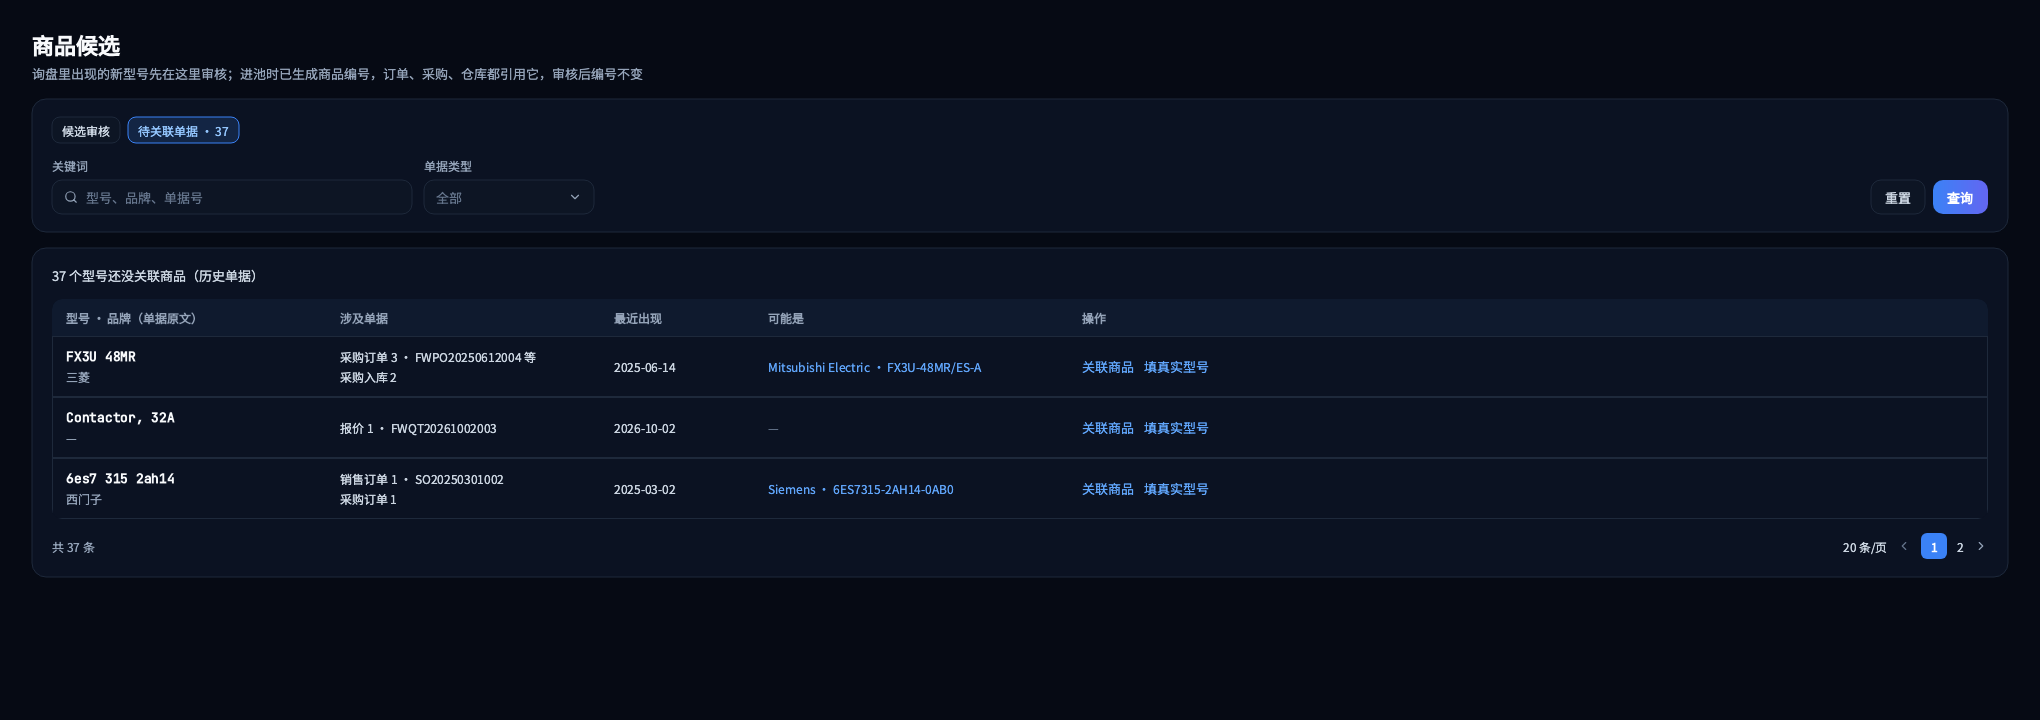 商品候选
询盘里出现的新型号先在这里审核；进池时已生成商品编号，订单、采购、仓库都引用它，审核后编号不变
候选审核 待关联单据 · 37
关键词 单据类型
型号、品牌、单据号 全部 重置 查询
37 个型号还没关联商品（历史单据）
型号 · 品牌（单据原文） 涉及单据 最近出现 可能是 操作
FX3U 48MR
三菱
采购订单 3 · FWPO20250612004 等
采购入库 2
2025-06-14
Mitsubishi Electric · FX3U-48MR/ES-A
关联商品 填真实型号
Contactor, 32A
—
报价 1 · FWQT20261002003
2026-10-02
—
关联商品 填真实型号
6es7 315 2ah14
西门子
销售订单 1 · SO20250301002
采购订单 1
2025-03-02
Siemens · 6ES7315-2AH14-0AB0
关联商品 填真实型号
共 37 条 20 条/页 1 2